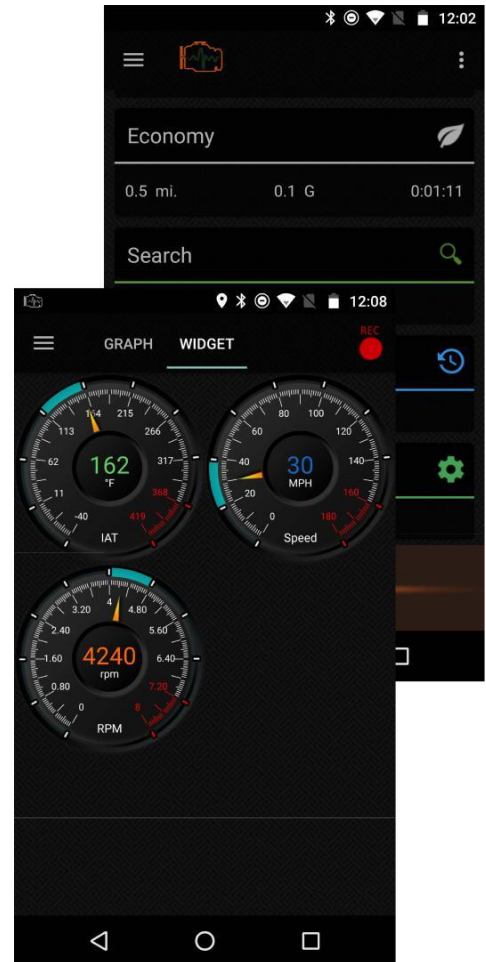 12:02
Economy
0.5 mi. 0.1 G 0:01:11
Search
12:08
GRAPH WIDGET REC
-40 11 62 113 164 215 266 317 368 419
162
°F
IAT
0 20 40 60 80 100 120 140 160 180
30
MPH
Speed
0 0.80 1.60 2.40 3.20 4 4.80 5.60 6.40 7.20 8
4240
rpm
RPM